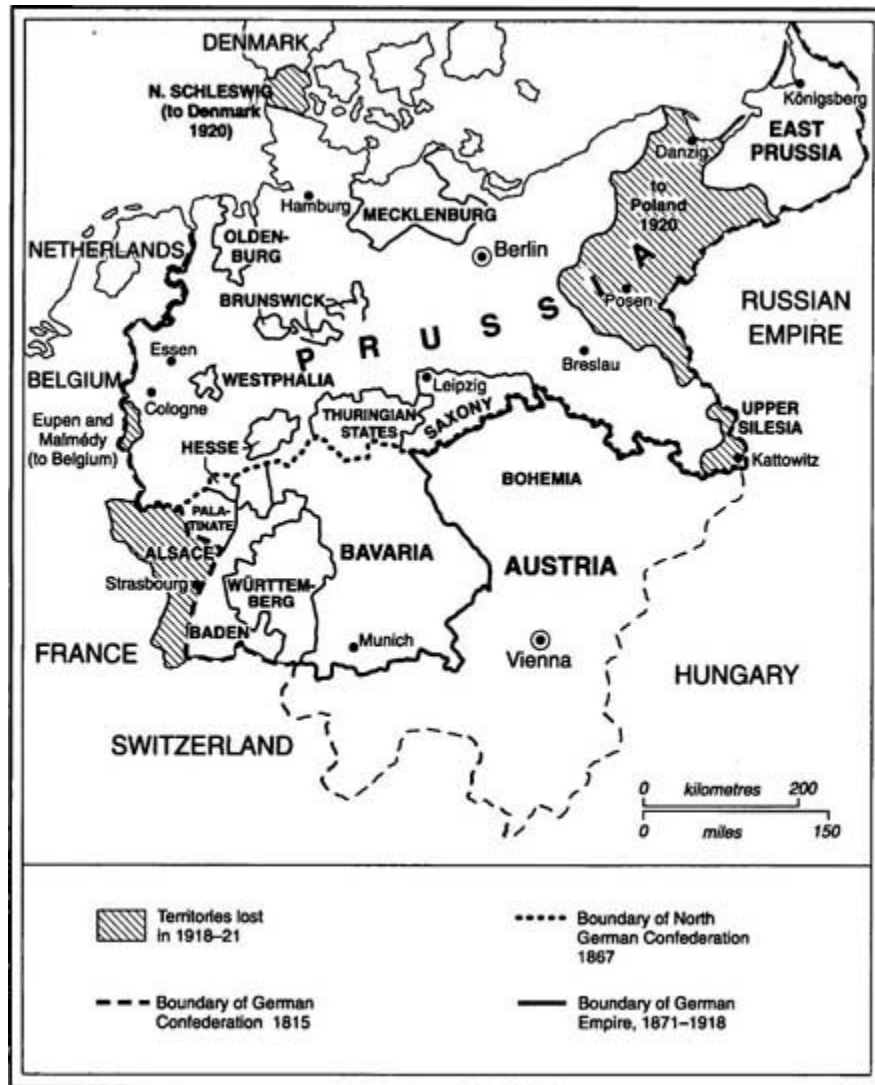 DENMARK
N. SCHLESWIG
(to Denmark
1920)
Königsberg
EAST
PRUSSIA
Danzig
to
Poland
1920
Hamburg
MECKLENBURG
OLDEN-
BURG
NETHERLANDS
Berlin
BRUNSWICK
Posen
RUSSIAN
EMPIRE
PRUSSIA
Essen
BELGIUM
WESTPHALIA
Cologne
Leipzig
Breslau
Eupen and
Malmédy
(to Belgium)
THURINGIAN
STATES
SAXONY
UPPER
SILESIA
HESSE
Kattowitz
BOHEMIA
PALA-
TINATE
ALSACE
BAVARIA
AUSTRIA
Strasbourg
WÜRTTEM-
BERG
BADEN
Munich
Vienna
FRANCE
HUNGARY
SWITZERLAND
0 kilometres 200
0 miles 150
Territories lost
in 1918–21
Boundary of North
German Confederation
1867
Boundary of German
Confederation 1815
Boundary of German
Empire, 1871–1918